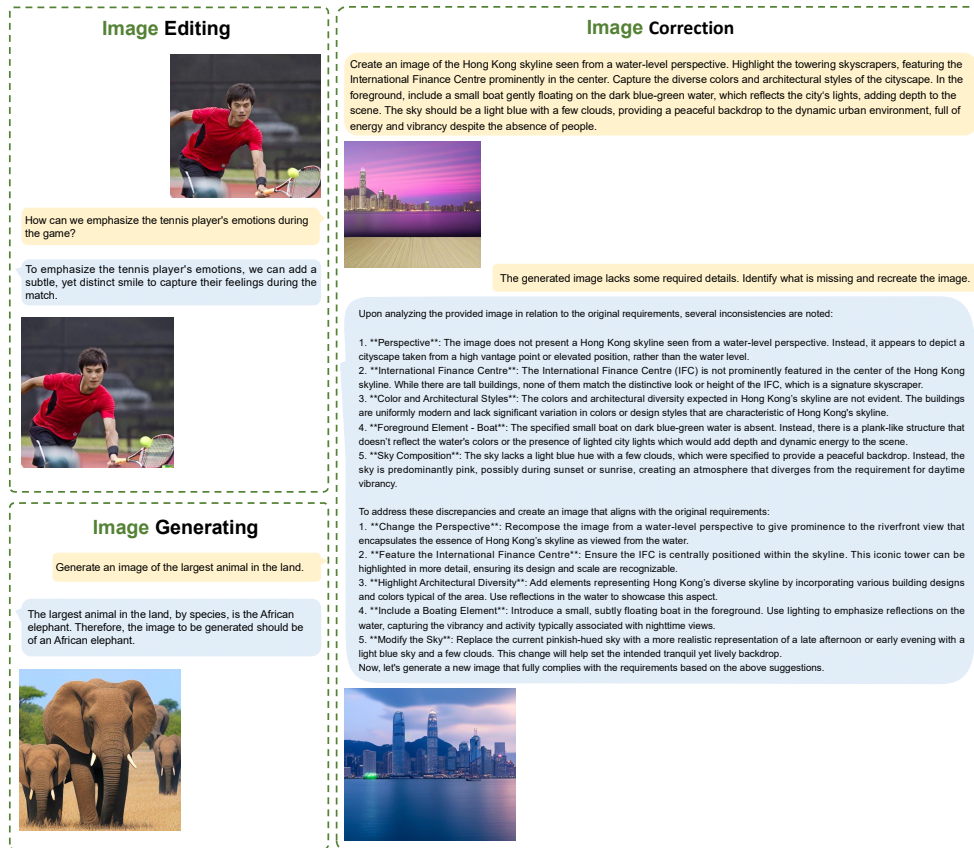 Image Editing
How can we emphasize the tennis player's emotions during
the game?
To emphasize the tennis player's emotions, we can add a
subtle, yet distinct smile to capture their feelings during the
match.
Image Generating
Generate an image of the largest animal in the land.
The largest animal in the land, by species, is the African
elephant. Therefore, the image to be generated should be
of an African elephant.
Image Correction
Create an image of the Hong Kong skyline seen from a water-level perspective. Highlight the towering skyscrapers, featuring the
International Finance Centre prominently in the center. Capture the diverse colors and architectural styles of the cityscape. In the
foreground, include a small boat gently floating on the dark blue-green water, which reflects the city's lights, adding depth to the
scene. The sky should be a light blue with a few clouds, providing a peaceful backdrop to the dynamic urban environment, full of
energy and vibrancy despite the absence of people.
The generated image lacks some required details. Identify what is missing and recreate the image.
Upon analyzing the provided image in relation to the original requirements, several inconsistencies are noted:
1. **Perspective**: The image does not present a Hong Kong skyline seen from a water-level perspective. Instead, it appears to depict a
cityscape taken from a high vantage point or elevated position, rather than the water level.
2. **International Finance Centre**: The International Finance Centre (IFC) is not prominently featured in the center of the Hong Kong
skyline. While there are tall buildings, none of them match the distinctive look or height of the IFC, which is a signature skyscraper.
3. **Color and Architectural Styles**: The colors and architectural diversity expected in Hong Kong's skyline are not evident. The buildings
are uniformly modern and lack significant variation in colors or design styles that are characteristic of Hong Kong's skyline.
4. **Foreground Element - Boat**: The specified small boat on dark blue-green water is absent. Instead, there is a plank-like structure that
doesn't reflect the water's colors or the presence of lighted city lights which would add depth and dynamic energy to the scene.
5. **Sky Composition**: The sky lacks a light blue hue with a few clouds, which were specified to provide a peaceful backdrop. Instead, the
sky is predominantly pink, possibly during sunset or sunrise, creating an atmosphere that diverges from the requirement for daytime
vibrancy.
To address these discrepancies and create an image that aligns with the original requirements:
1. **Change the Perspective**: Recompose the image from a water-level perspective to give prominence to the riverfront view that
encapsulates the essence of Hong Kong's skyline as viewed from the water.
2. **Feature the International Finance Centre**: Ensure the IFC is centrally positioned within the skyline. This iconic tower can be
highlighted in more detail, ensuring its design and scale are recognizable.
3. **Highlight Architectural Diversity**: Add elements representing Hong Kong's diverse skyline by incorporating various building designs
and colors typical of the area. Use reflections in the water to showcase this aspect.
4. **Include a Boating Element**: Introduce a small, subtly floating boat in the foreground. Use lighting to emphasize reflections on the
water, capturing the vibrancy and activity typically associated with nighttime views.
5. **Modify the Sky**: Replace the current pinkish-hued sky with a more realistic representation of a late afternoon or early evening with a
light blue sky and a few clouds. This change will help set the intended tranquil yet lively backdrop.
Now, let's generate a new image that fully complies with the requirements based on the above suggestions.